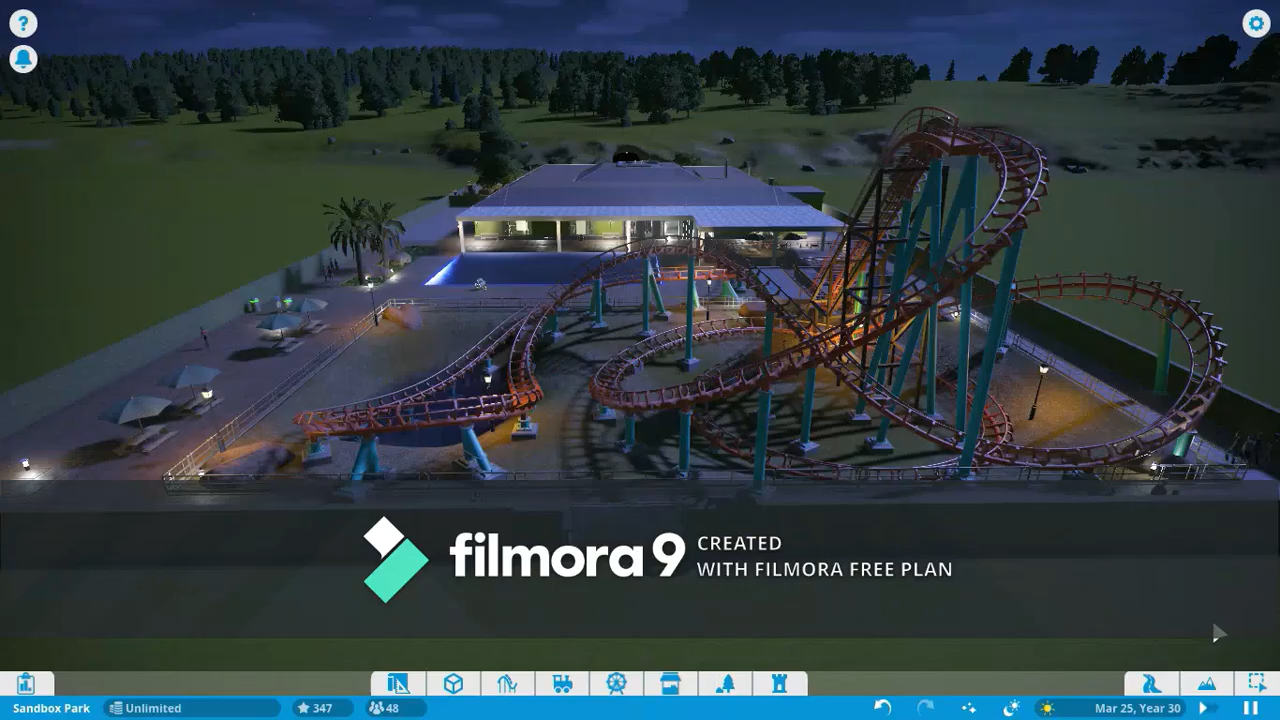 ?
filmora9
CREATED
WITH FILMORA FREE PLAN
Sandbox Park
Unlimited
347
48
Mar 25, Year 30